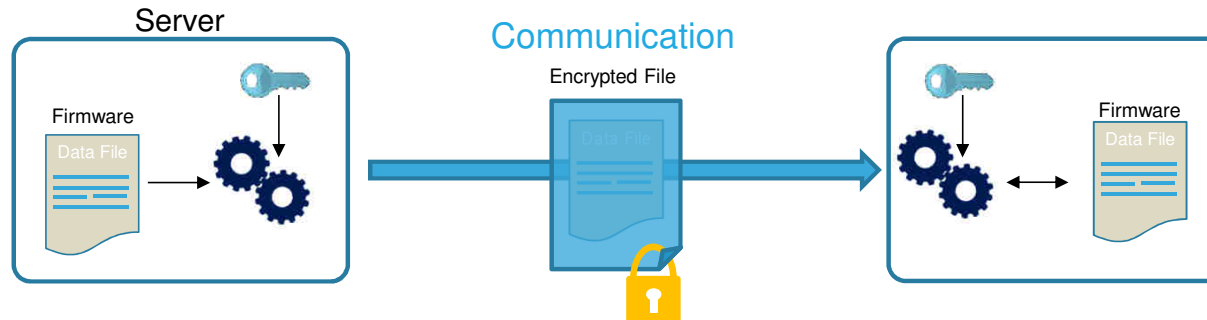 Server
Communication
Encrypted File
Firmware
Data File
Data File
Firmware
Data File